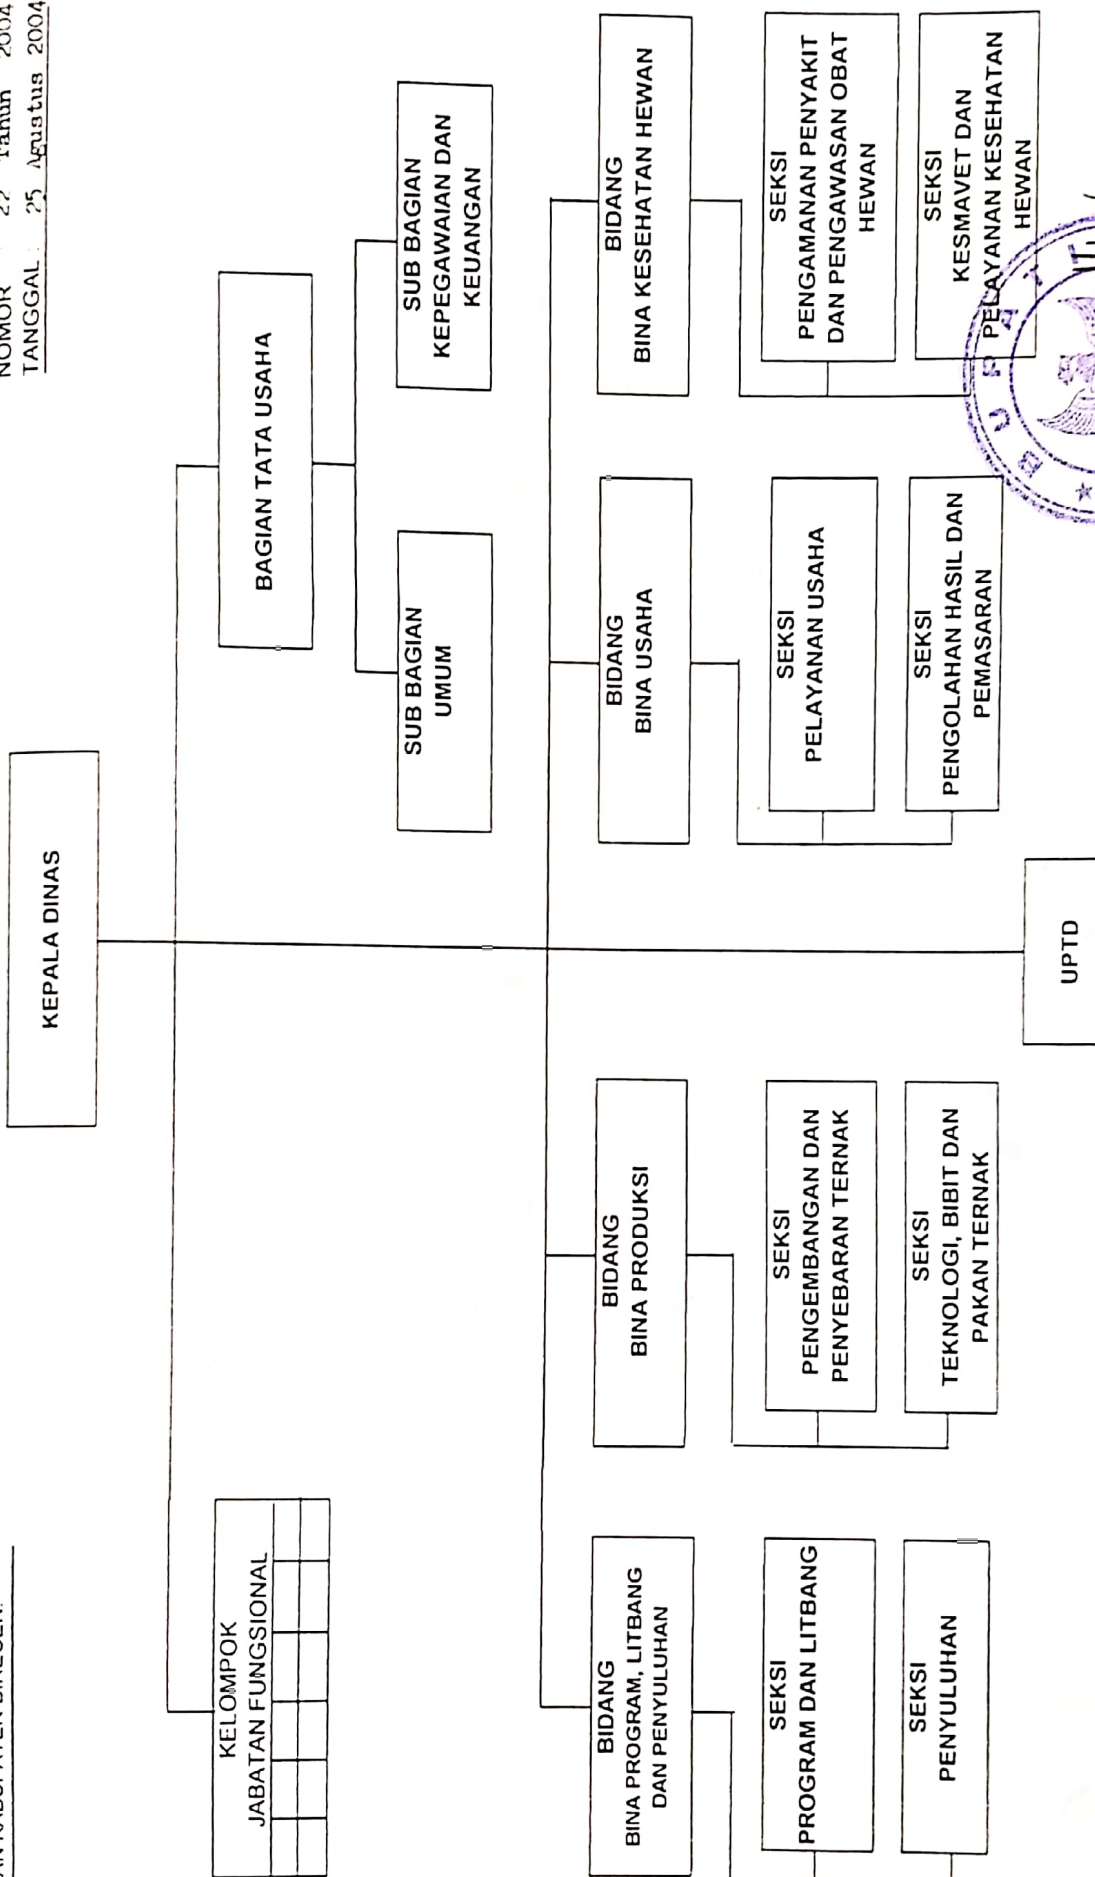 NOMOR : 22 Tahun 2004
TANGGAL : 25 Agustus 2004
KEPALA DINAS
KELOMPOK
JABATAN FUNGSIONAL
BAGIAN TATA USAHA
SUB BAGIAN
UMUM
SUB BAGIAN
KEPEGAWAIAN DAN
KEUANGAN
BIDANG
BINA PROGRAM, LITBANG
DAN PENYULUHAN
SEKSI
PROGRAM DAN LITBANG
SEKSI
PENYULUHAN
BIDANG
BINA PRODUKSI
SEKSI
PENGEMBANGAN DAN
PENYEBARAN TERNAK
SEKSI
TEKNOLOGI, BIBIT DAN
PAKAN TERNAK
BIDANG
BINA USAHA
SEKSI
PELAYANAN USAHA
SEKSI
PENGOLAHAN HASIL DAN
PEMASARAN
BIDANG
BINA KESEHATAN HEWAN
SEKSI
PENGAMANAN PENYAKIT
DAN PENGAWASAN OBAT
HEWAN
SEKSI
KESMAVET DAN
PELAYANAN KESEHATAN
HEWAN
UPTD
BUPATI